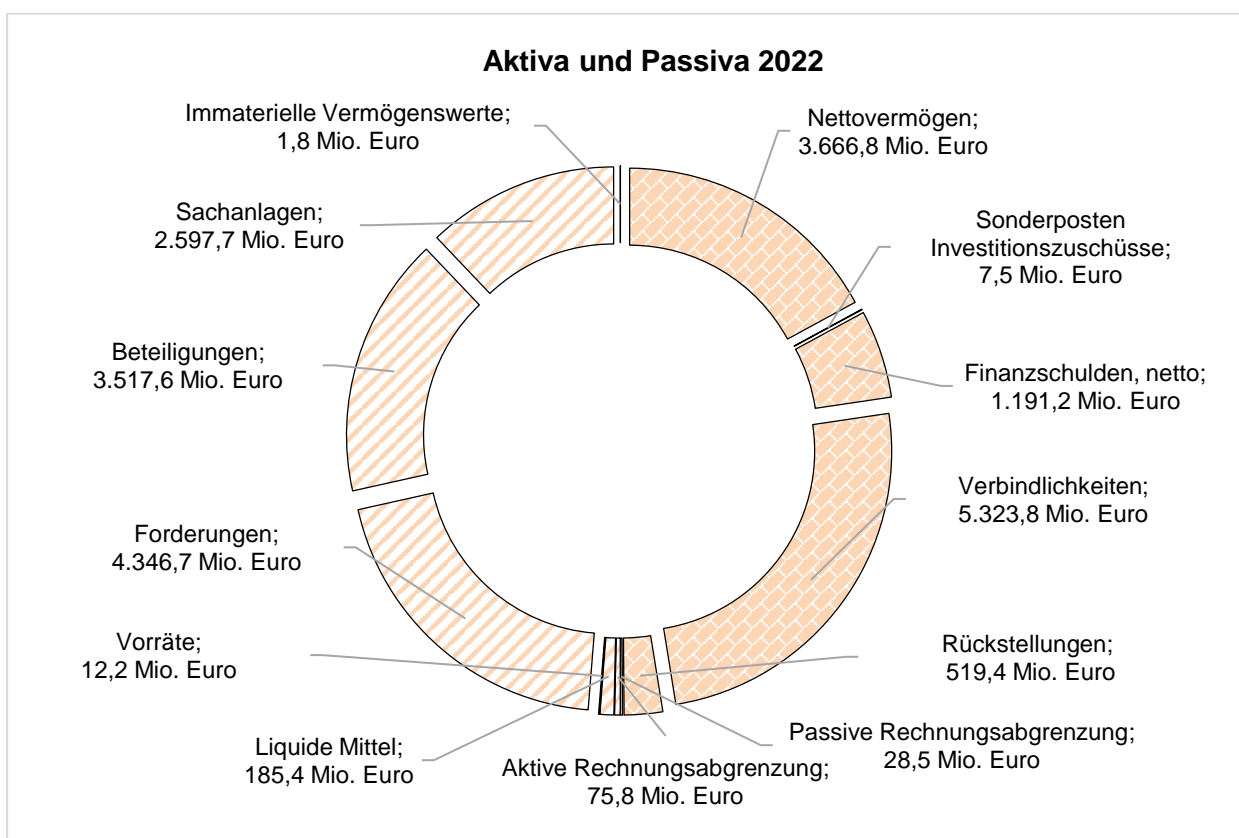 Aktiva und Passiva 2022
Immaterielle Vermögenswerte;
1,8 Mio. Euro
Nettovermögen;
3.666,8 Mio. Euro
Sachanlagen;
2.597,7 Mio. Euro
Sonderposten
Investitionszuschüsse;
7,5 Mio. Euro
Beteiligungen;
3.517,6 Mio. Euro
Finanzschulden, netto;
1.191,2 Mio. Euro
Verbindlichkeiten;
5.323,8 Mio. Euro
Forderungen;
4.346,7 Mio. Euro
Vorräte;
12,2 Mio. Euro
Rückstellungen;
519,4 Mio. Euro
Liquide Mittel;
185,4 Mio. Euro
Aktive Rechnungsabgrenzung;
75,8 Mio. Euro
Passive Rechnungsabgrenzung;
28,5 Mio. Euro